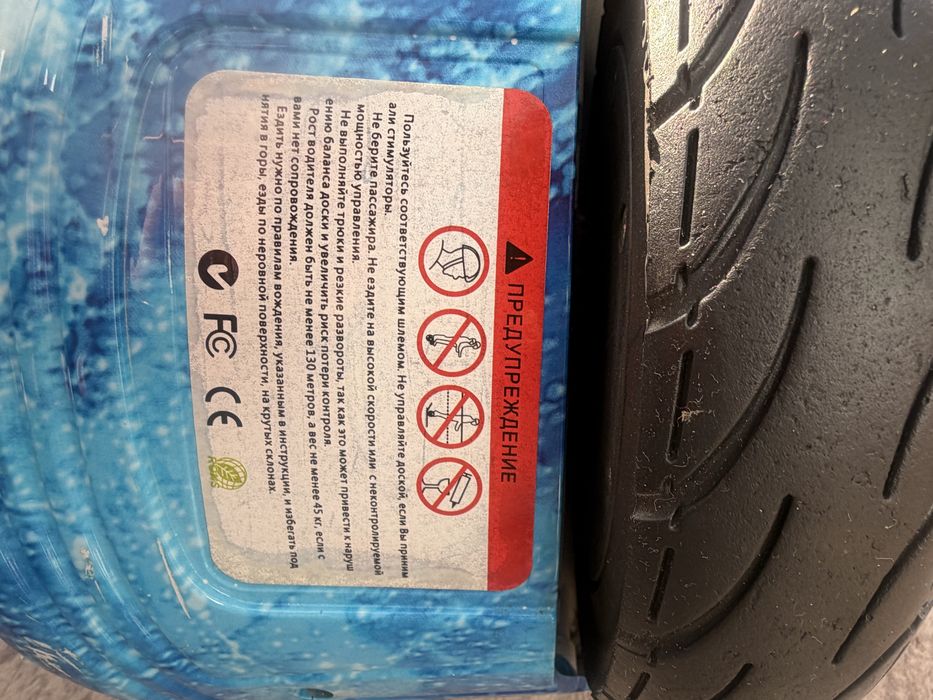 ПРЕДУПРЕЖДЕНИЕ
Пользуйтесь соответствующим шлемом. Не управляйте доской, если Вы приним
али стимуляторы.
Не берите пассажира. Не ездите на высокой скорости или с неконтролируемой
мощностью управления.
Не выполняйте трюки и резкие развороты, так как это может привести к наруш
ению баланса доски и увеличить риск потери контроля.
Рост водителя должен быть не менее 130 метров, а вес не менее 45 кг, если с
вами нет сопровождения.
Ездить нужно по правилам вождения, указанным в инструкции, и избегать под
нятия в горы, езды по неровной поверхности, на крутых склонах.
FC CE